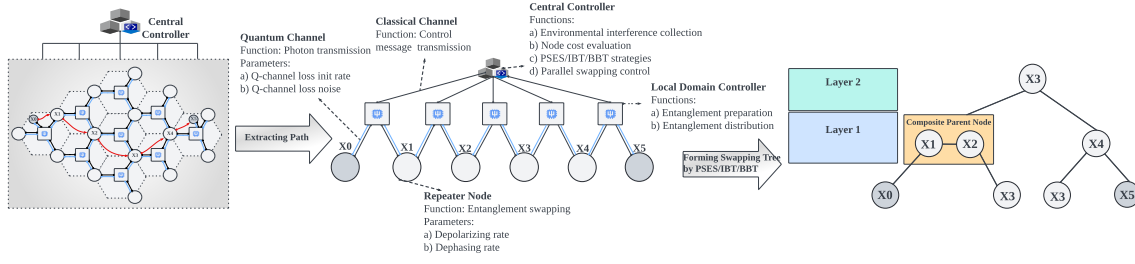 Central
Controller
X0
X1
X2
X3
X4
X5
Extracting Path
Quantum Channel
Function: Photon transmission
Parameters:
a) Q-channel loss init rate
b) Q-channel loss noise
Classical Channel
Function: Control
message transmission
Central Controller
Functions:
a) Environmental interference collection
b) Node cost evaluation
c) PSES/IBT/BBT strategies
d) Parallel swapping control
Local Domain Controller
Functions:
a) Entanglement preparation
b) Entanglement distribution
X0
X1
X2
X3
X4
X5
Repeater Node
Function: Entanglement swapping
Parameters:
a) Depolarizing rate
b) Dephasing rate
Forming Swapping Tree
by PSES/IBT/BBT
Layer 2
Layer 1
Composite Parent Node
X3
X1
X2
X4
X0
X3
X3
X5